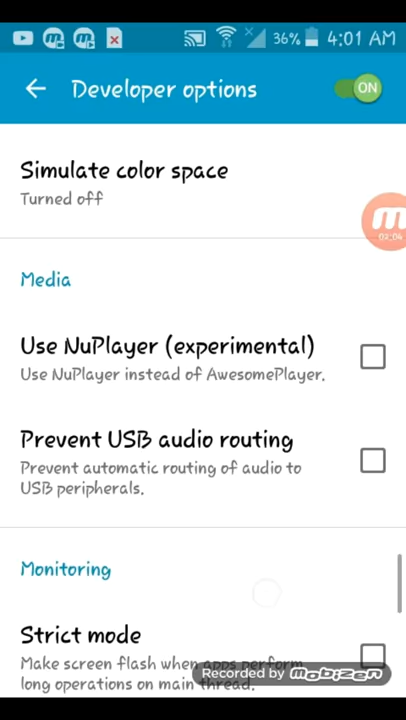 36% 4:01 AM
Developer options ON
Simulate color space
Turned off
02:04
Media
Use NuPlayer (experimental)
Use NuPlayer instead of AwesomePlayer.
Prevent USB audio routing
Prevent automatic routing of audio to
USB peripherals.
Monitoring
Strict mode
Make screen flash when apps perform
long operations on main thread.
Recorded by mobizen